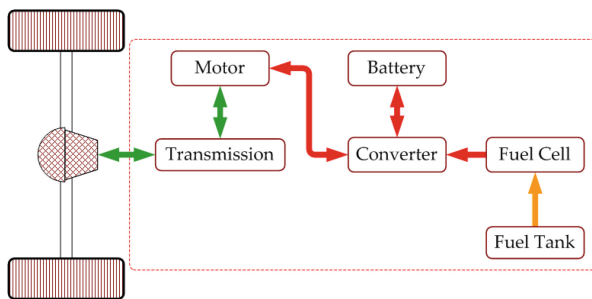 Motor
Battery
Transmission
Converter
Fuel Cell
Fuel Tank